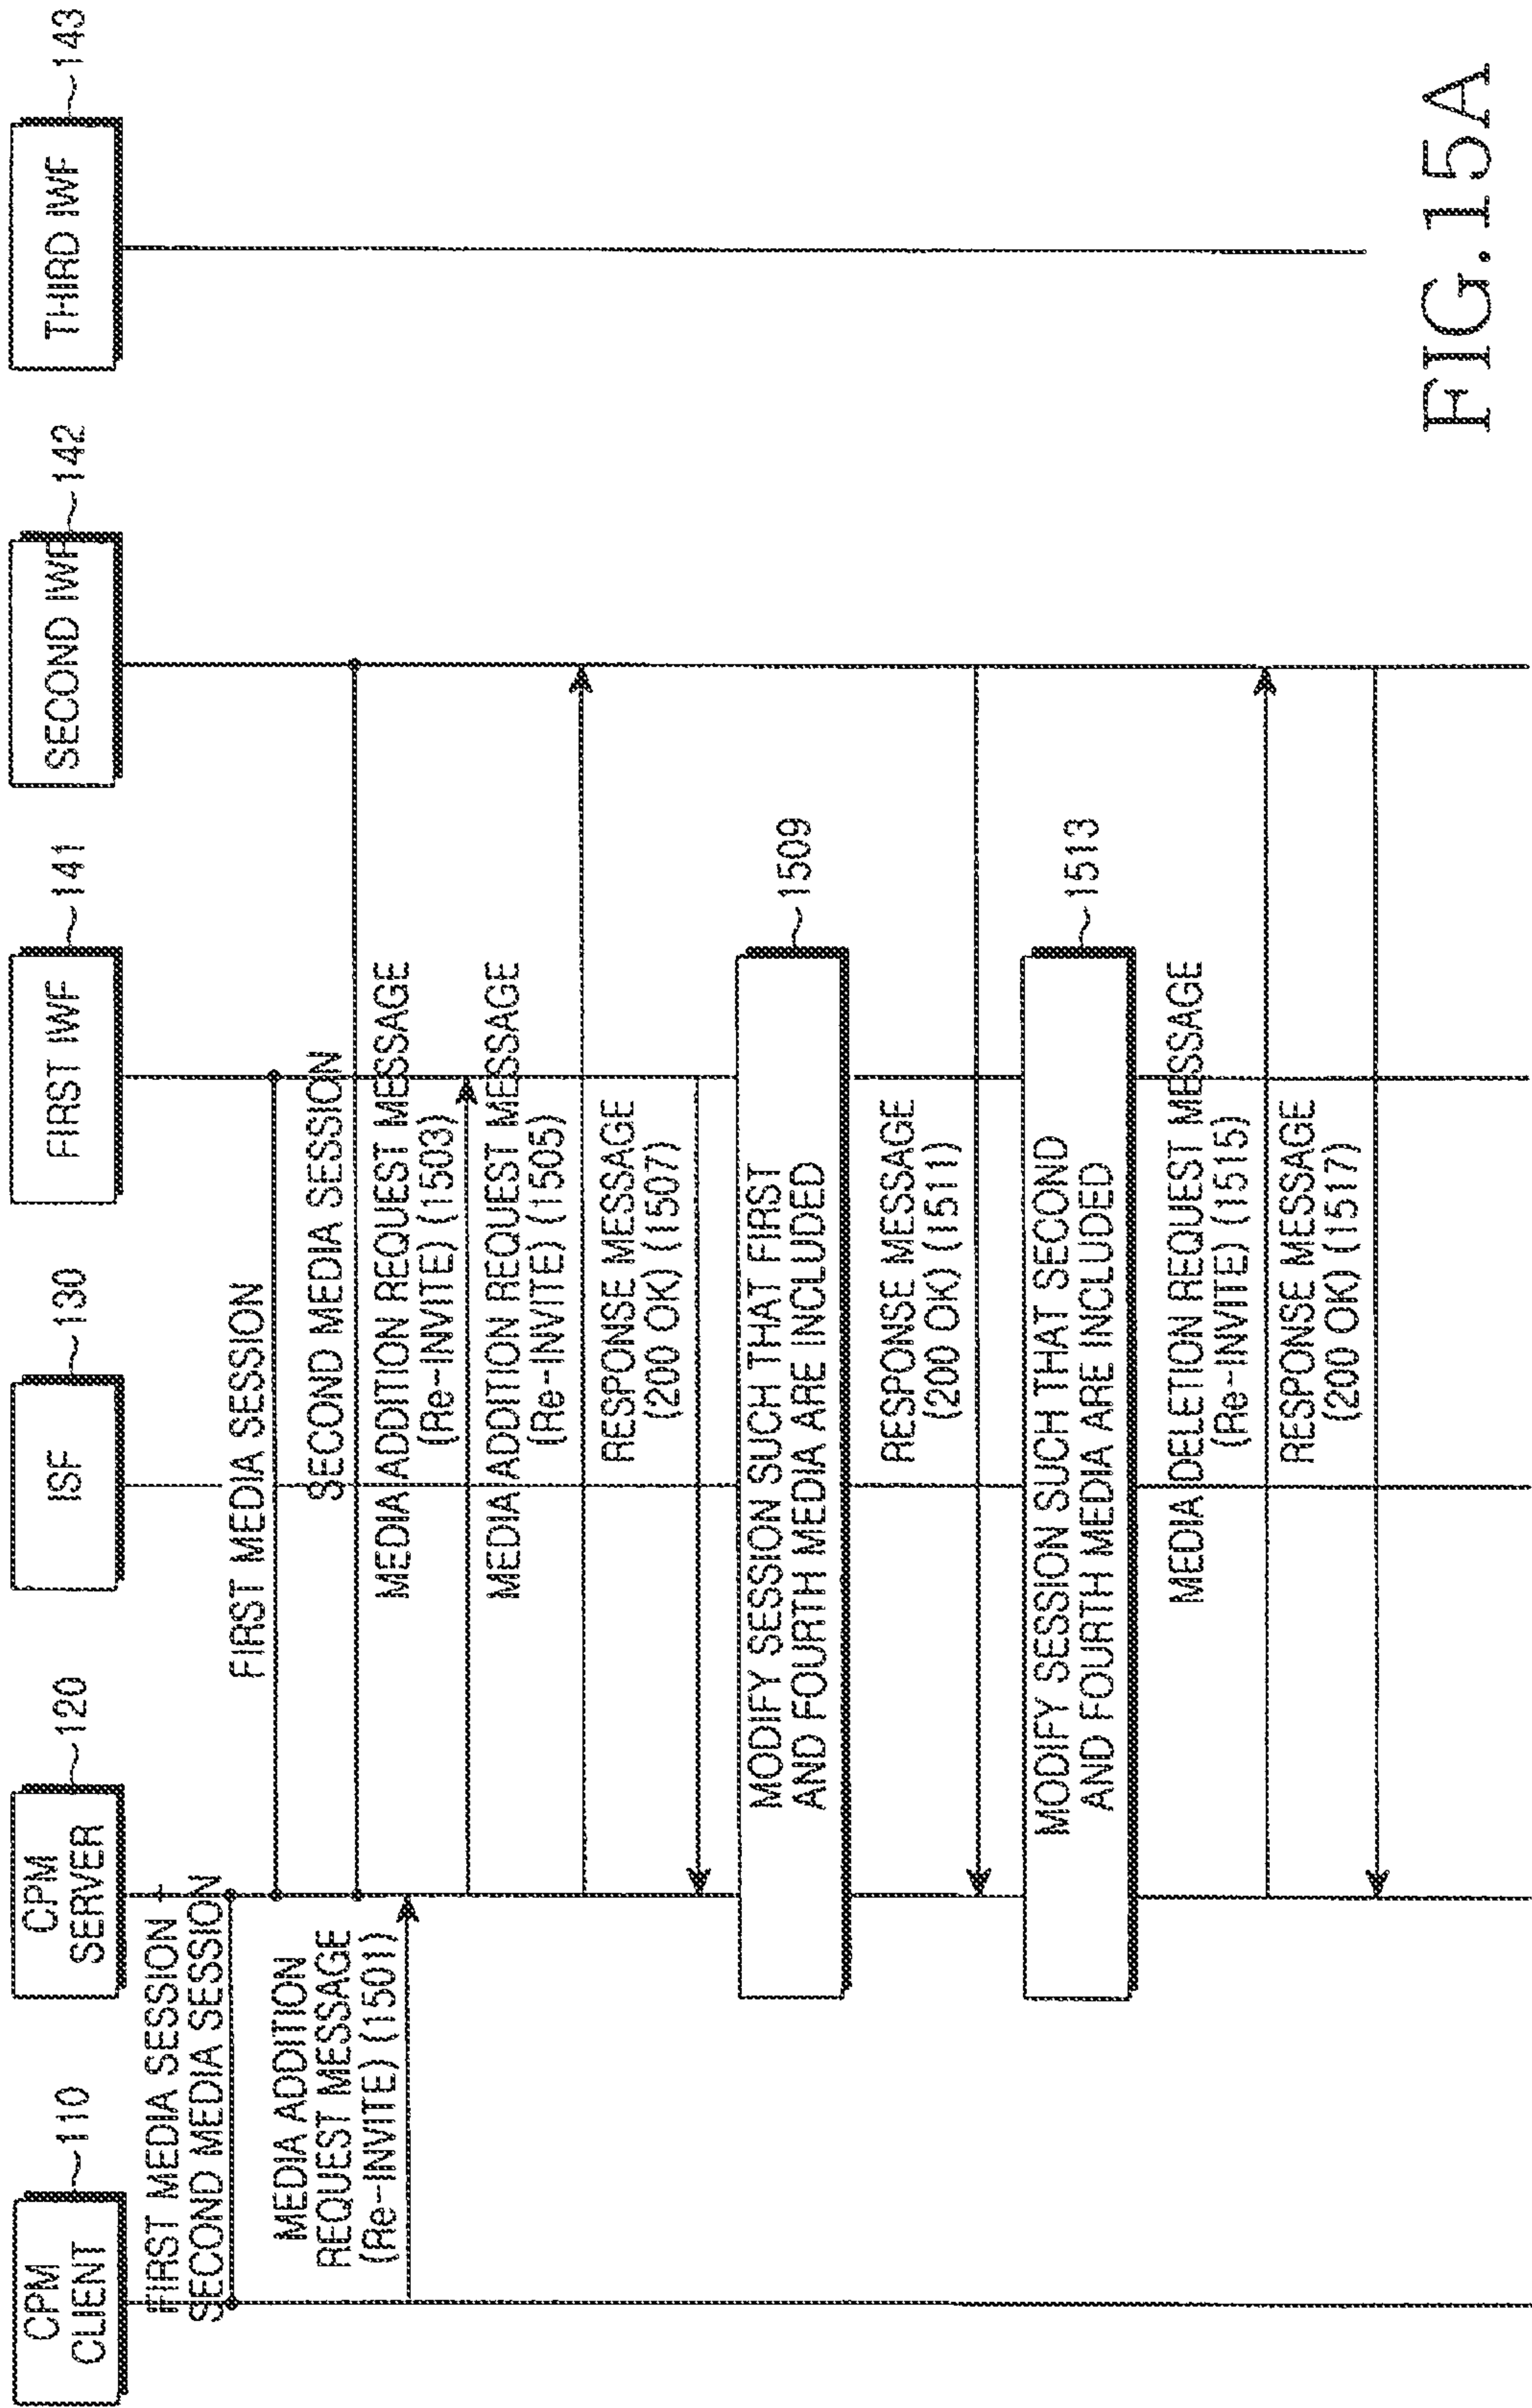 CPM
CLIENT
110
CPM
SERVER
120
ISF
130
FIRST IWF
141
SECOND IWF
142
THIRD IWF
143
FIRST MEDIA SESSION +
SECOND MEDIA SESSION
FIRST MEDIA SESSION
SECOND MEDIA SESSION
MEDIA ADDITION
REQUEST MESSAGE
(Re-INVITE) (1501)
MEDIA ADDITION REQUEST MESSAGE
(Re-INVITE) (1503)
MEDIA ADDITION REQUEST MESSAGE
(Re-INVITE) (1505)
RESPONSE MESSAGE
(200 OK) (1507)
MODIFY SESSION SUCH THAT FIRST
AND FOURTH MEDIA ARE INCLUDED
1509
RESPONSE MESSAGE
(200 OK) (1511)
MODIFY SESSION SUCH THAT SECOND
AND FOURTH MEDIA ARE INCLUDED
1513
MEDIA DELETION REQUEST MESSAGE
(Re-INVITE) (1515)
RESPONSE MESSAGE
(200 OK) (1517)
FIG.15A